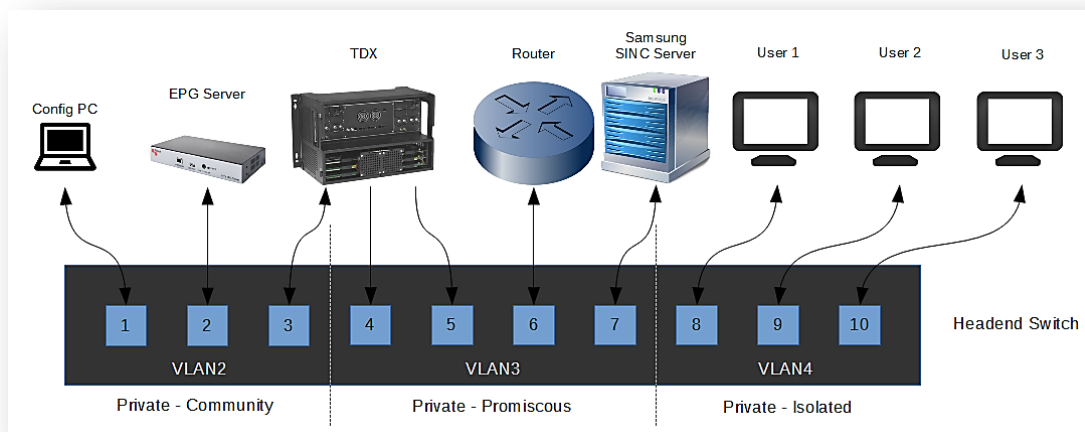 Config PC
EPG Server
TDX
Router
Samsung
SINC Server
User 1
User 2
User 3
1
2
3
4
5
6
7
8
9
10
Headend Switch
VLAN2
VLAN3
VLAN4
Private - Community
Private - Promiscous
Private - Isolated